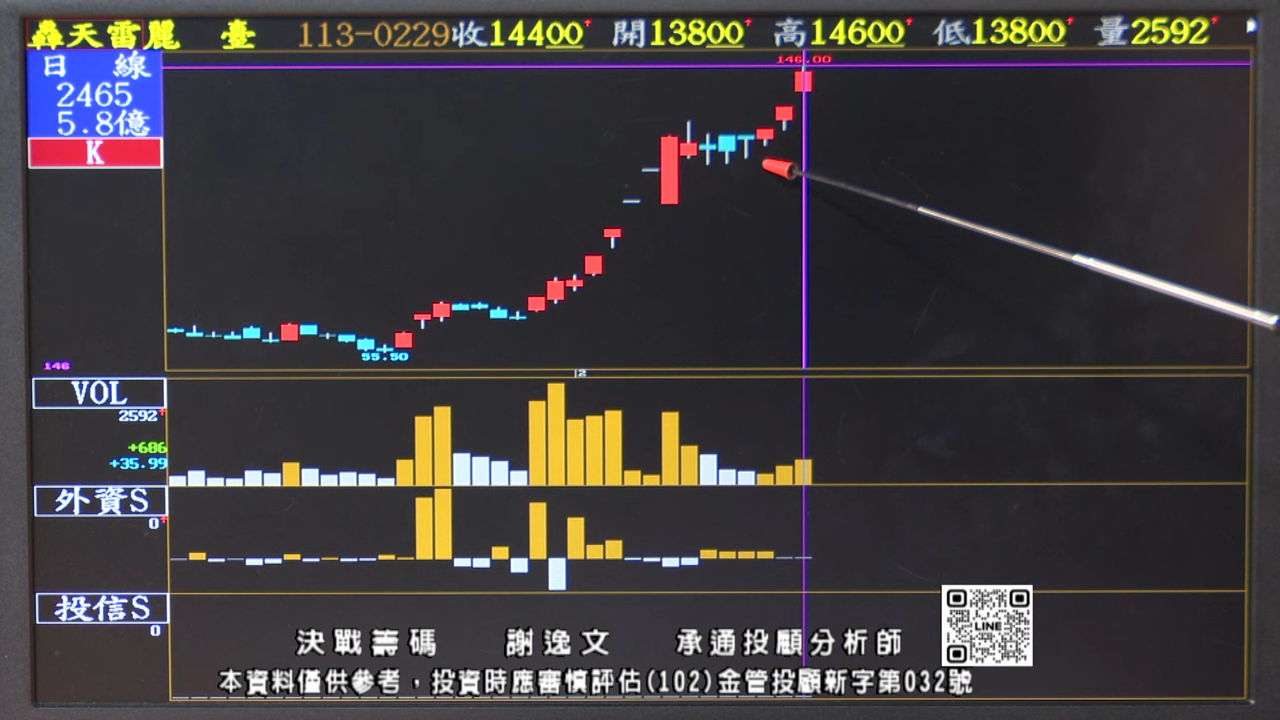 轟天雷麗 臺 113-0229收14400↑ 開13800↑ 高14600↑ 低13800↑ 量2592↑
日 線
2465
5.8億
K
146.00
55.50
146
12
VOL
2592↑
+686
+35.99
外資S
0↑
投信S
0
LINE
決戰籌碼 謝逸文 承通投顧分析師
本資料僅供參考，投資時應審慎評估(102)金管投顧新字第032號